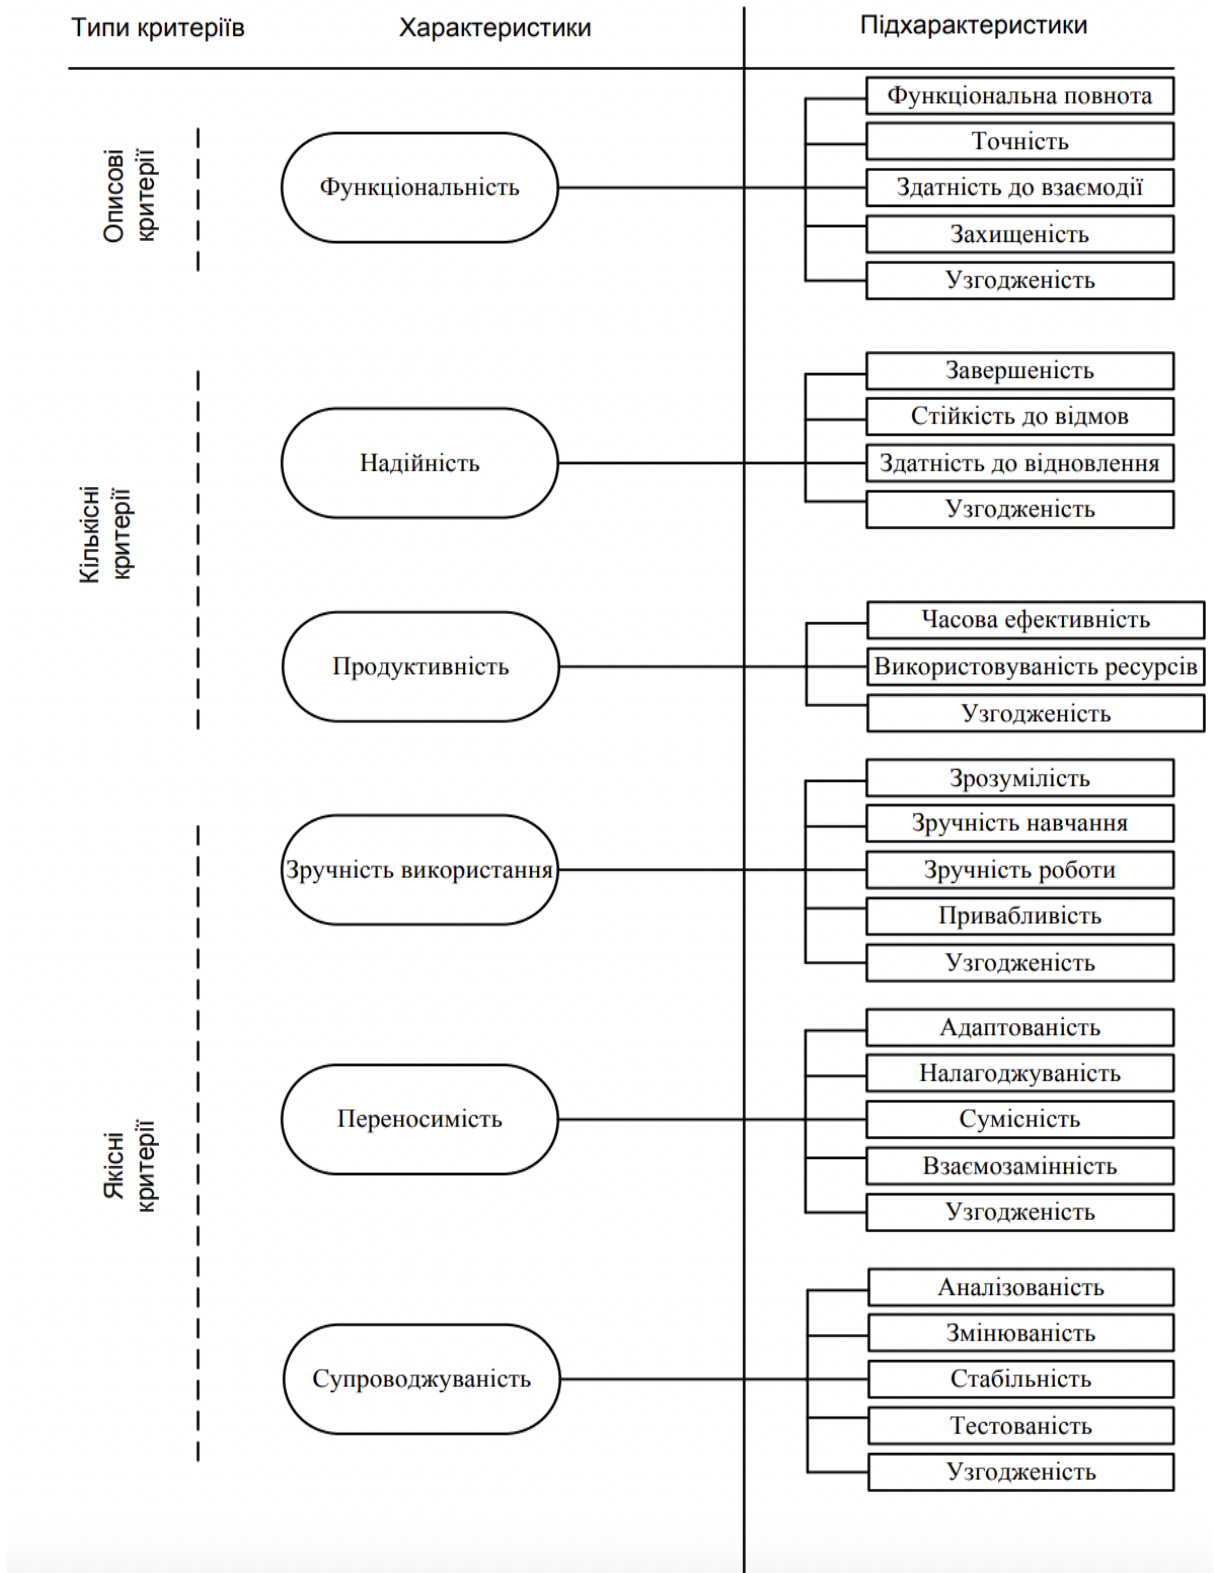 Типи критеріїв
Характеристики
Підхарактеристики
Описові
критерії
Функціональність
Функціональна повнота
Точність
Здатність до взаємодії
Захищеність
Узгодженість
Кількісні
критерії
Надійність
Завершеність
Стійкість до відмов
Здатність до відновлення
Узгодженість
Продуктивність
Часова ефективність
Використовуваність ресурсів
Узгодженість
Якісні
критерії
Зручність використання
Зрозумілість
Зручність навчання
Зручність роботи
Привабливість
Узгодженість
Переносимість
Адаптованість
Налагоджуваність
Сумісність
Взаємозамінність
Узгодженість
Супроводжуваність
Аналізованість
Змінюваність
Стабільність
Тестованість
Узгодженість